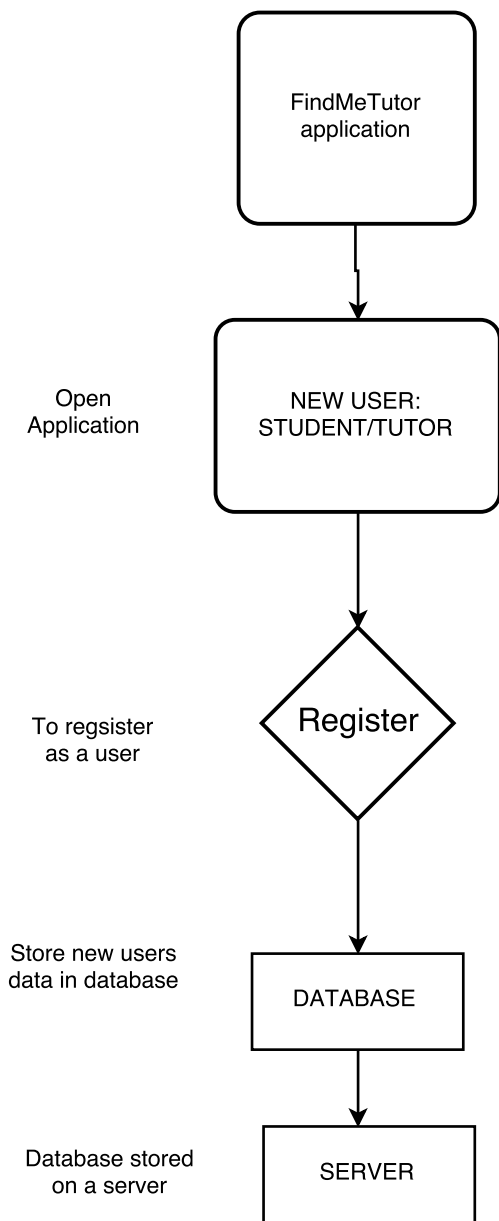 FindMeTutor
application
Open
Application
NEW USER:
STUDENT/TUTOR
To regsister
as a user
Register
Store new users
data in database
DATABASE
Database stored
on a server
SERVER